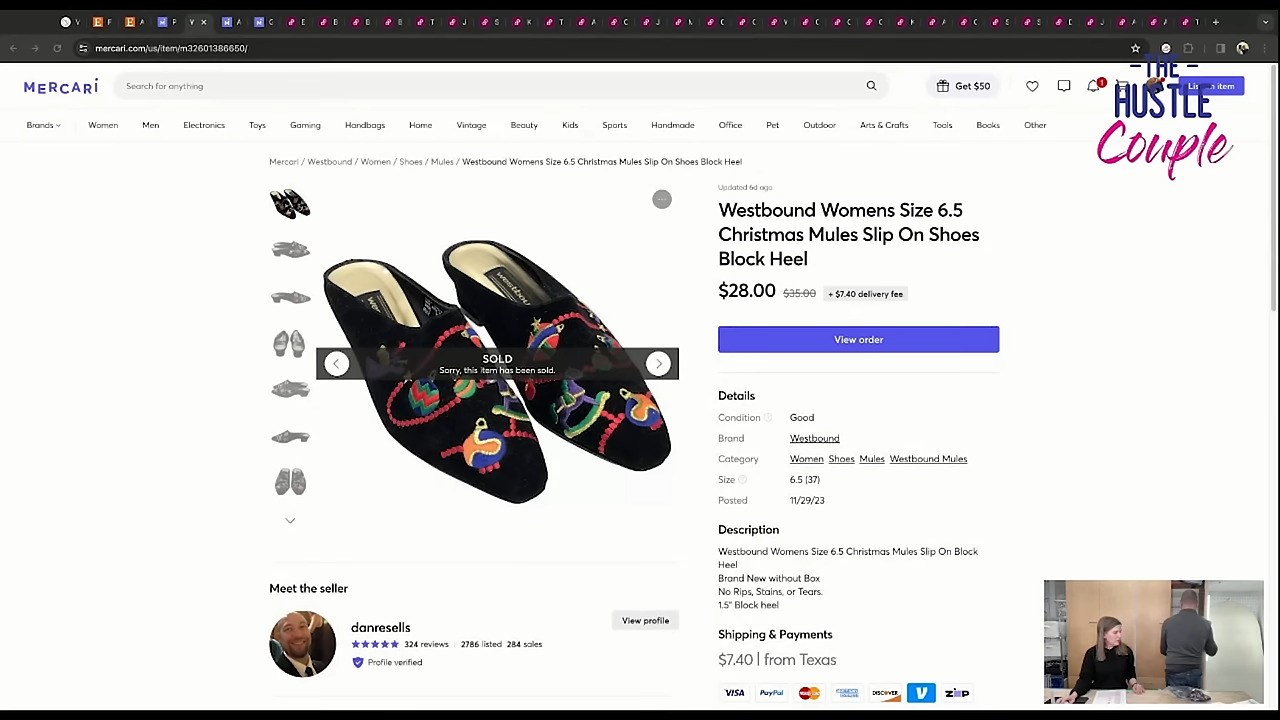 mercari.com/us/item/m32601386650/
THE
HUSTLE
Couple
MERCARI
Search for anything
Get $50
1
Brands
Women
Men
Electronics
Toys
Gaming
Handbags
Home
Vintage
Beauty
Kids
Sports
Handmade
Office
Pet
Outdoor
Arts & Crafts
Tools
Books
Other
Mercari / Westbound / Women / Shoes / Mules / Westbound Womens Size 6.5 Christmas Mules Slip On Shoes Block Heel
SOLD
Sorry, this item has been sold.
Updated 6d ago
Westbound Womens Size 6.5
Christmas Mules Slip On Shoes
Block Heel
$28.00 $35.00 + $7.40 delivery fee
View order
Details
Condition Good
Brand Westbound
Category Women Shoes Mules Westbound Mules
Size 6.5 (37)
Posted 11/29/23
Description
Westbound Womens Size 6.5 Christmas Mules Slip On Block
Heel
Brand New without Box
No Rips, Stains, or Tears.
1.5" Block heel
Shipping & Payments
$7.40 | from Texas
VISA PayPal DISCOVER V ZIP
Meet the seller
danresells
324 reviews | 2786 listed 284 sales
Profile verified
View profile